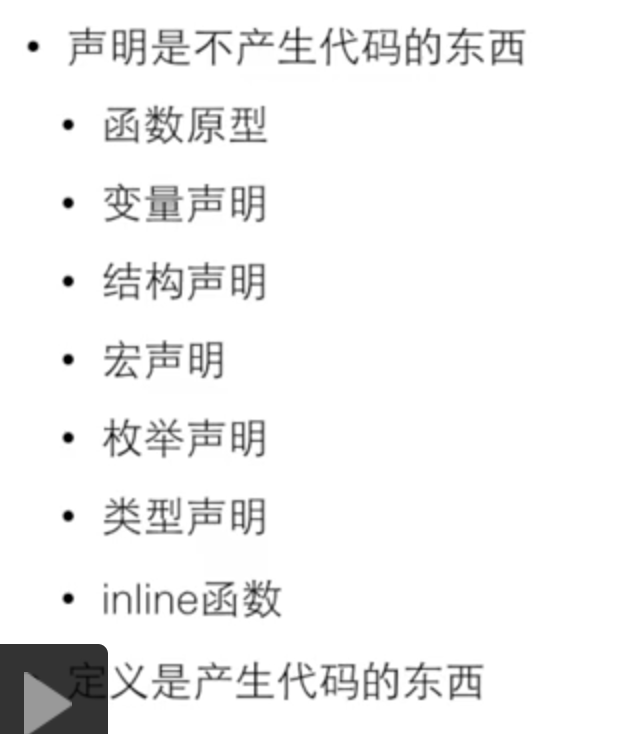 • 声明是不产生代码的东西
• 函数原型
• 变量声明
• 结构声明
• 宏声明
• 枚举声明
• 类型声明
• inline函数
定义是产生代码的东西